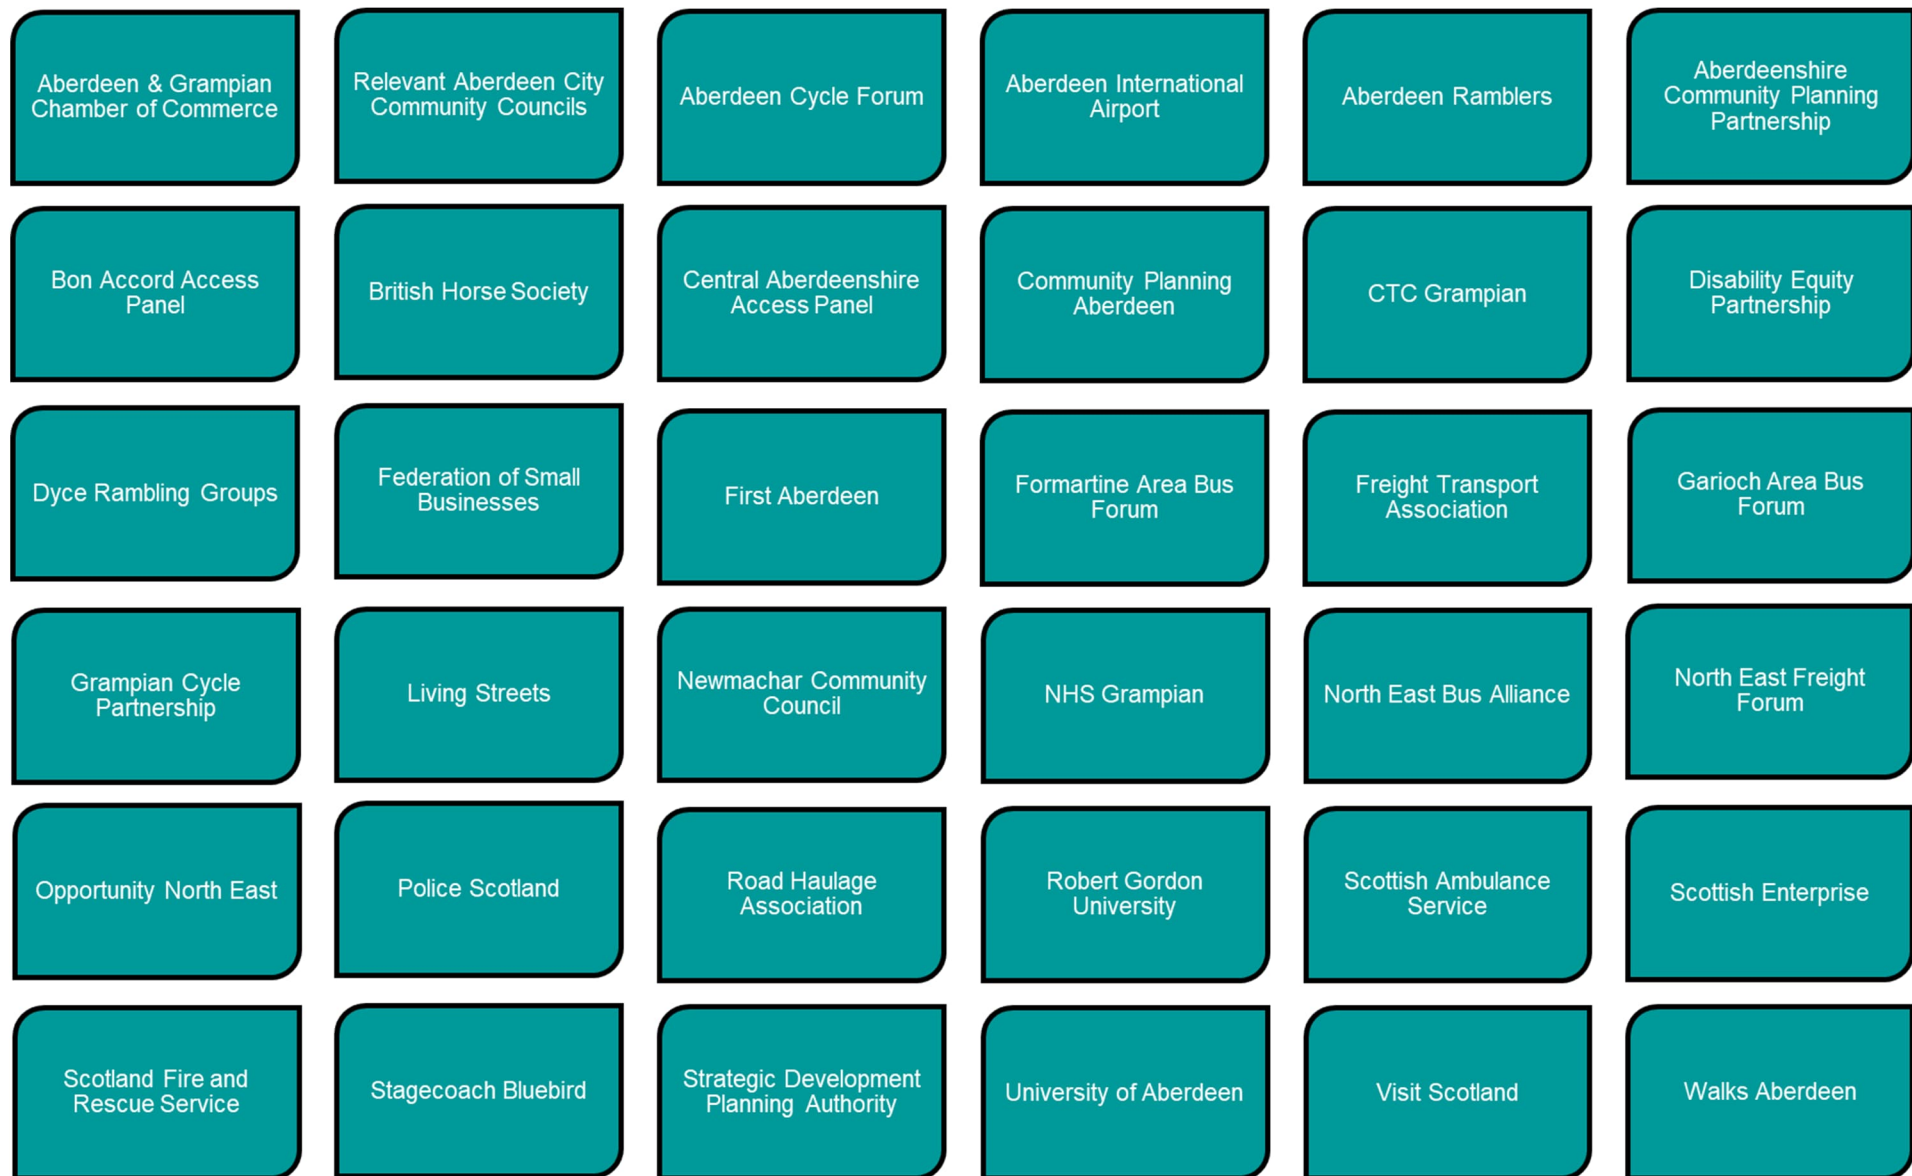 Aberdeen & Grampian
Chamber of Commerce
Relevant Aberdeen City
Community Councils
Aberdeen Cycle Forum
Aberdeen International
Airport
Aberdeen Ramblers
Aberdeenshire
Community Planning
Partnership
Bon Accord Access
Panel
British Horse Society
Central Aberdeenshire
Access Panel
Community Planning
Aberdeen
CTC Grampian
Disability Equity
Partnership
Dyce Rambling Groups
Federation of Small
Businesses
First Aberdeen
Formartine Area Bus
Forum
Freight Transport
Association
Garioch Area Bus
Forum
Grampian Cycle
Partnership
Living Streets
Newmachar Community
Council
NHS Grampian
North East Bus Alliance
North East Freight
Forum
Opportunity North East
Police Scotland
Road Haulage
Association
Robert Gordon
University
Scottish Ambulance
Service
Scottish Enterprise
Scotland Fire and
Rescue Service
Stagecoach Bluebird
Strategic Development
Planning Authority
University of Aberdeen
Visit Scotland
Walks Aberdeen